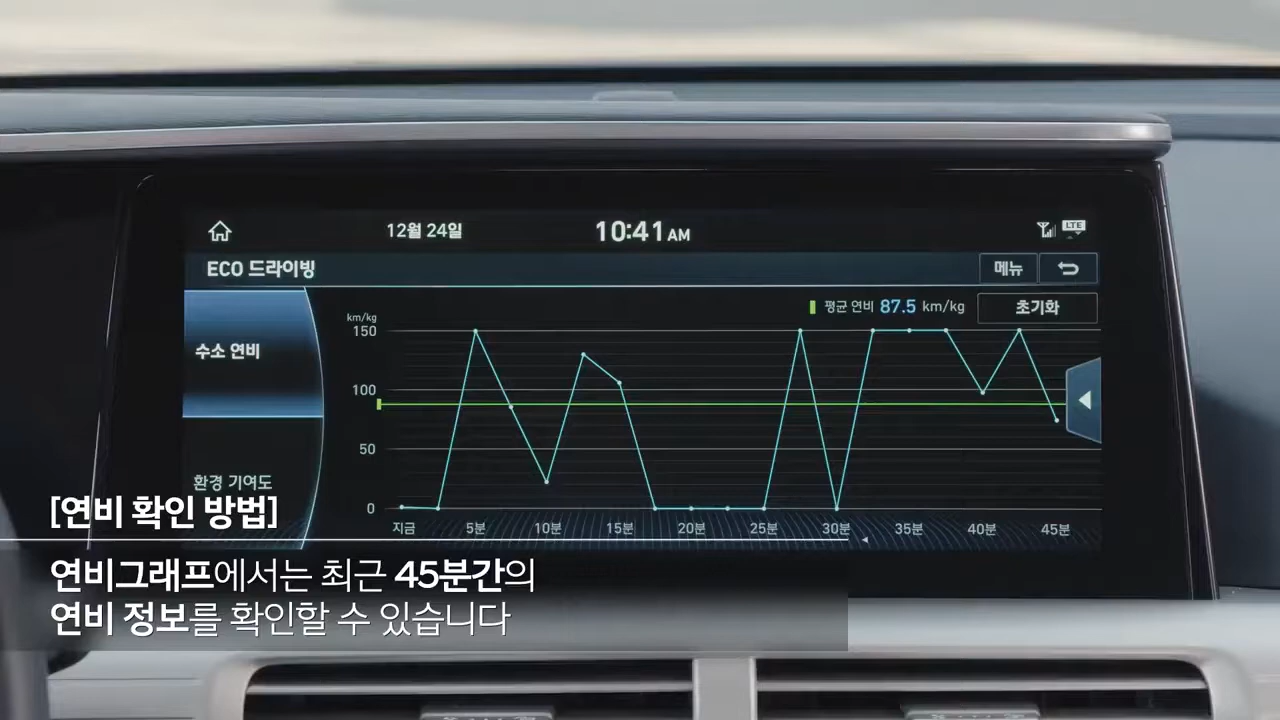 12월 24일
10:41 AM
LTE
ECO 드라이빙
메뉴
평균 연비 87.5 km/kg
초기화
수소 연비
환경 기여도
km/kg
150
100
50
0
지금 5분 10분 15분 20분 25분 30분 35분 40분 45분
[연비 확인 방법]
연비그래프에서는 최근 45분간의
연비 정보를 확인할 수 있습니다